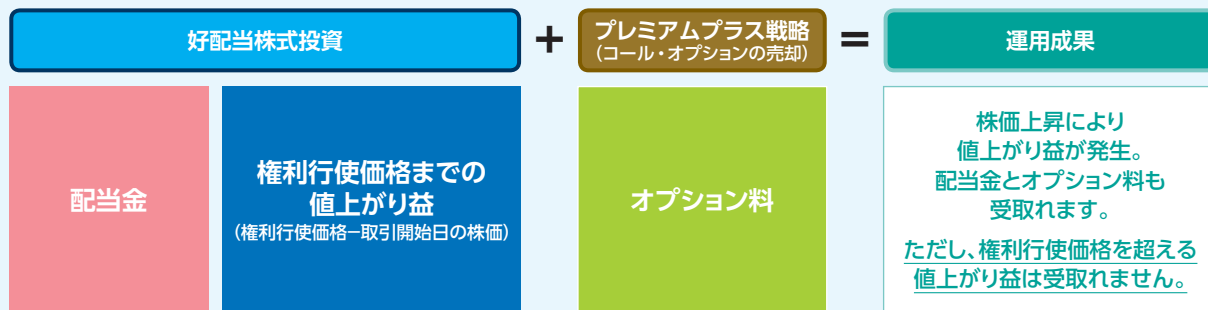 好配当株式投資
+
プレミアムプラス戦略
(コール・オプションの売却)
=
運用成果
配当金
権利行使価格までの
値上がり益
(権利行使価格−取引開始日の株価)
オプション料
株価上昇により
値上がり益が発生。
配当金とオプション料も
受取れます。
ただし、権利行使価格を超える
値上がり益は受取れません。